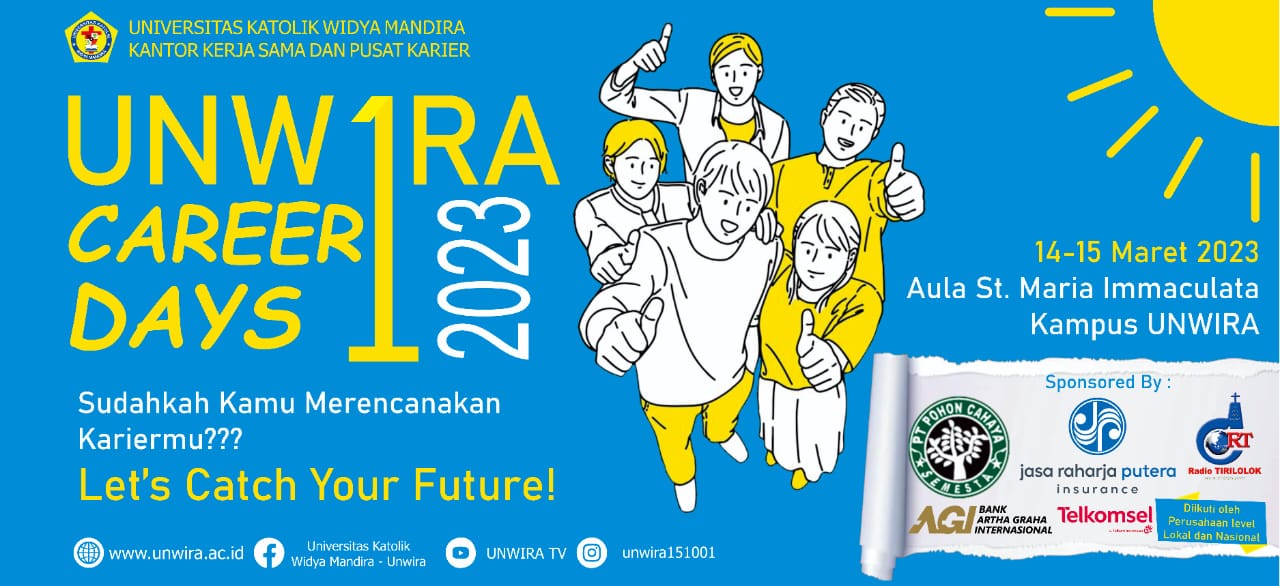 UNIVERSITAS KATOLIK WIDYA MANDIRA
KANTOR KERJA SAMA DAN PUSAT KARIER
UNW1RA
CAREER
DAYS
2023
Sudahkah Kamu Merencanakan
Kariermu???
Let's Catch Your Future!
www.unwira.ac.id
Universitas Katolik
Widya Mandira - Unwira
UNWIRA TV
unwira151001
14-15 Maret 2023
Aula St. Maria Immaculata
Kampus UNWIRA
Sponsored By :
PT POHON CAHAYA
SEMESTA
jasa raharja putera
insurance
CRT
Radio TIRILOLOK
AGI BANK
ARTHA GRAHA
INTERNASIONAL
Telkomsel
Diikuti oleh
Perusahaan level
Lokal dan Nasional